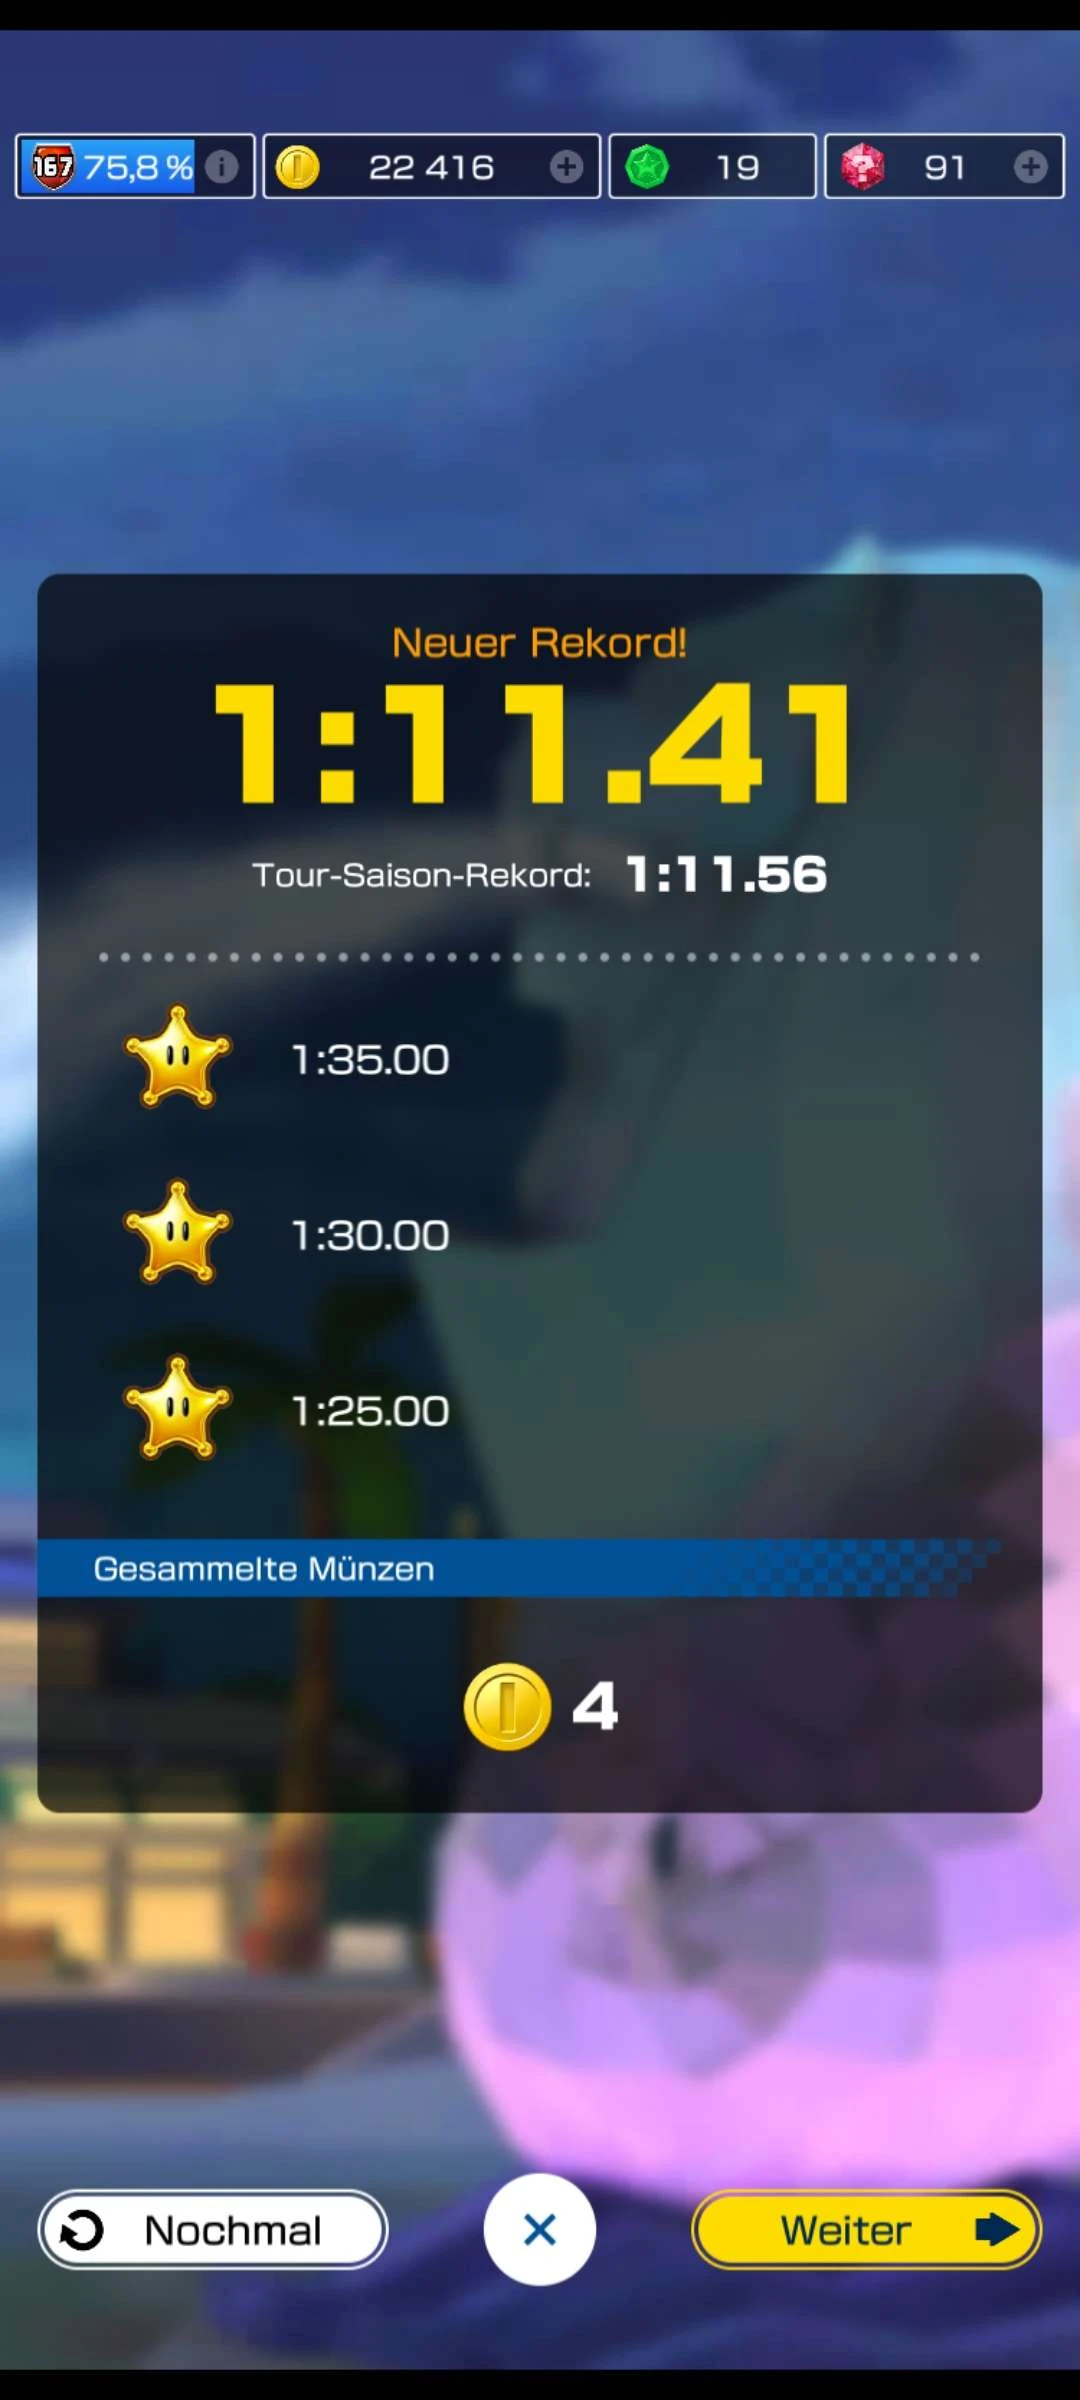 167 75,8 % i 22 416 + 19 ? 91 +
Neuer Rekord!
1:11.41
Tour-Saison-Rekord: 1:11.56
1:35.00
1:30.00
1:25.00
Gesammelte Münzen
4
Nochmal × Weiter